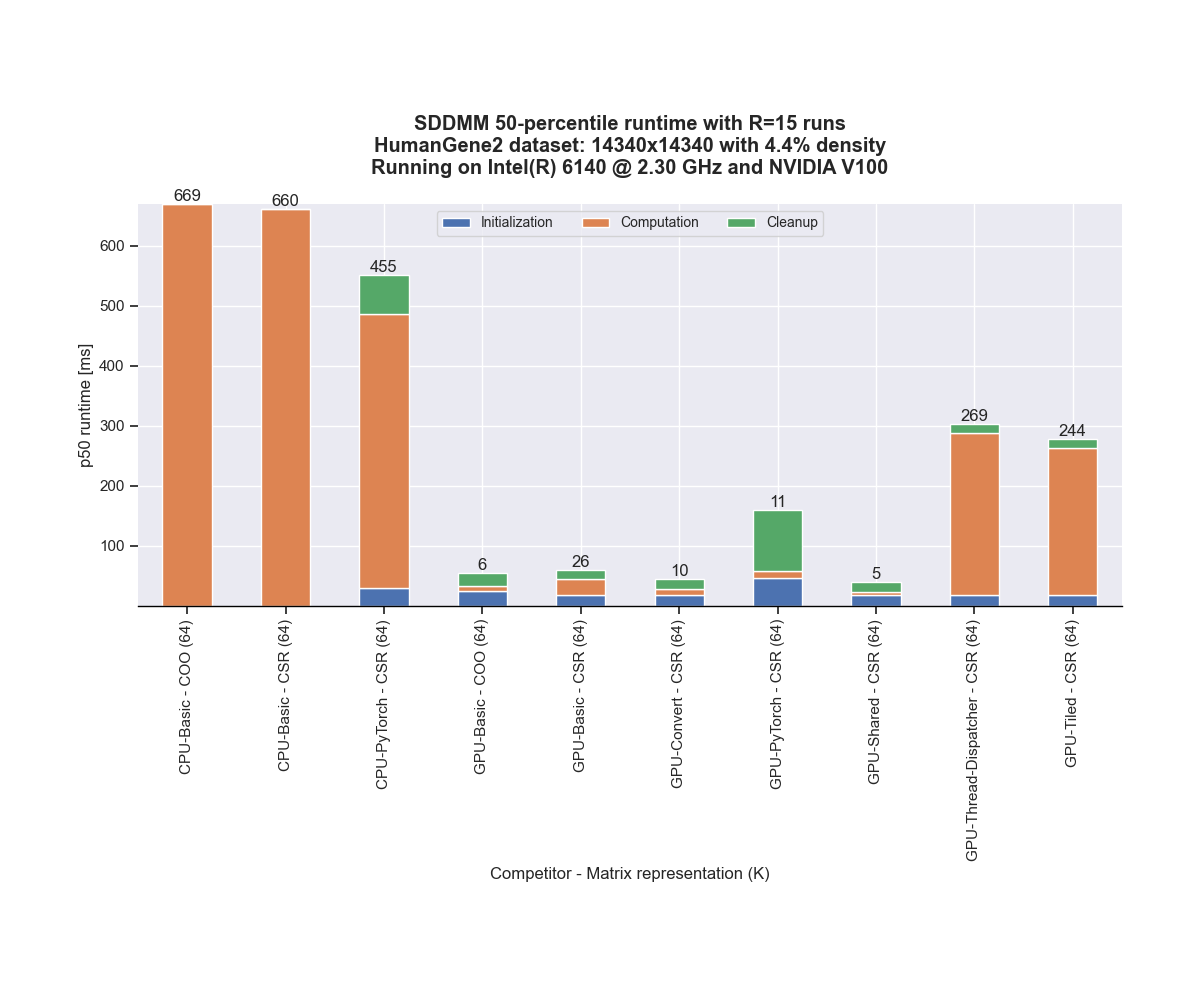 SDDMM 50-percentile runtime with R=15 runs
HumanGene2 dataset: 14340x14340 with 4.4% density
Running on Intel(R) 6140 @ 2.30 GHz and NVIDIA V100
Initialization Computation Cleanup
669
660
455
6
26
10
11
5
269
244
p50 runtime [ms]
600
500
400
300
200
100
CPU-Basic - COO (64)
CPU-Basic - CSR (64)
CPU-PyTorch - CSR (64)
GPU-Basic - COO (64)
GPU-Basic - CSR (64)
GPU-Convert - CSR (64)
GPU-PyTorch - CSR (64)
GPU-Shared - CSR (64)
GPU-Thread-Dispatcher - CSR (64)
GPU-Tiled - CSR (64)
Competitor - Matrix representation (K)